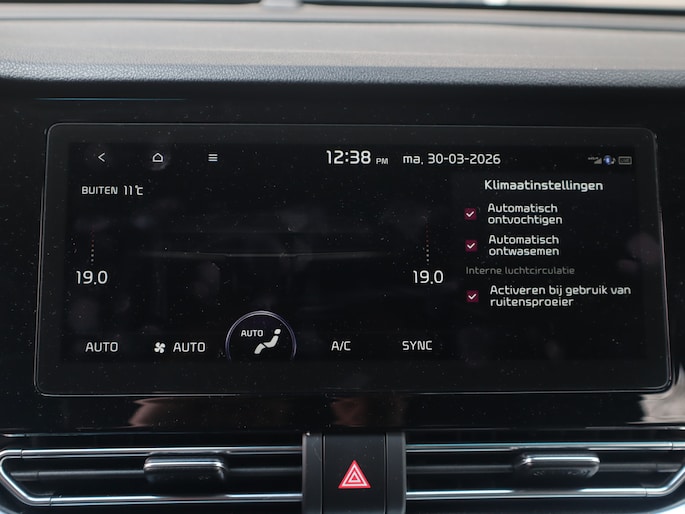 12:38 PM ma, 30-03-2026
BUITEN 11°C
Klimaatinstellingen
Automatisch
ontvochtigen
Automatisch
ontwasemen
Interne luchtcirculatie
Activeren bij gebruik van
ruitensproeier
19.0
19.0
AUTO
AUTO
AUTO
A/C
SYNC